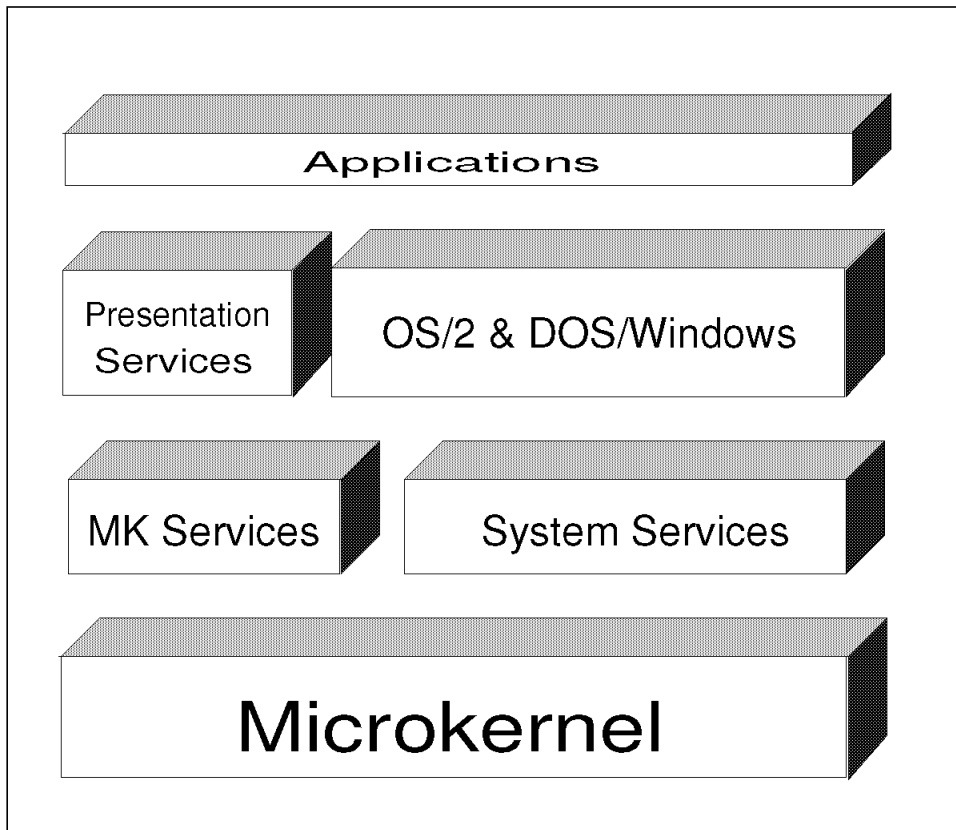 Applications
Presentation
Services
OS/2 & DOS/Windows
MK Services
System Services
Microkernel